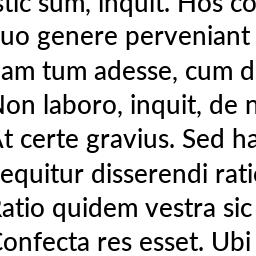 stic sum, inquit. Hos co
uo genere perveniant
am tum adesse, cum d
Non laboro, inquit, de n
At certe gravius. Sed ha
equitur disserendi rati
Ratio quidem vestra sic
Confecta res esset. Ubi